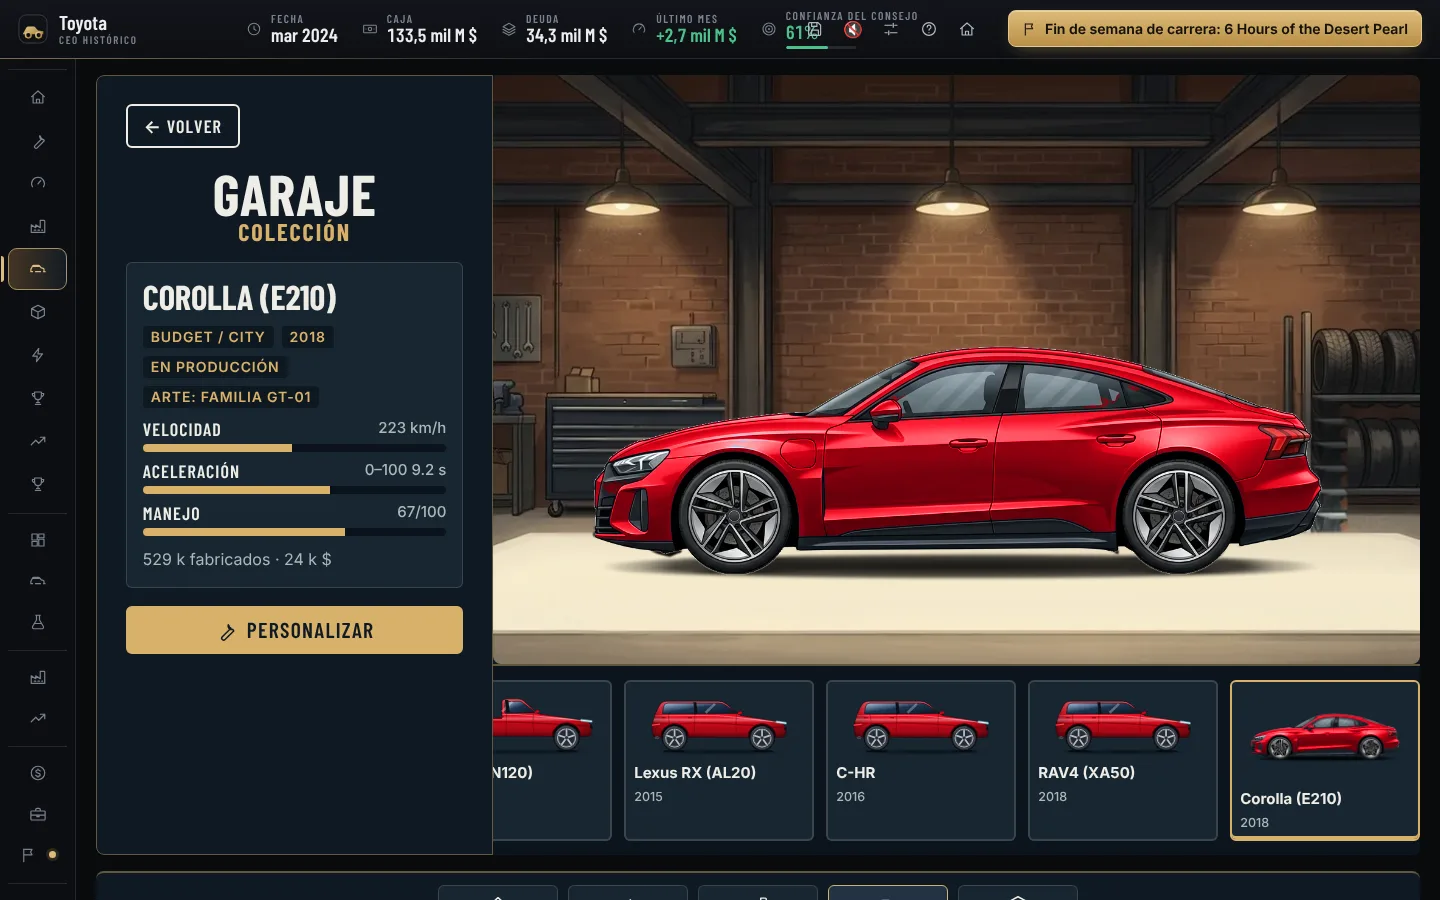 Toyota
CEO HISTÓRICO
FECHA
mar 2024
CAJA
133,5 mil M $
DEUDA
34,3 mil M $
ÚLTIMO MES
+2,7 mil M $
CONFIANZA DEL CONSEJO
61%
Fin de semana de carrera: 6 Hours of the Desert Pearl
← VOLVER
GARAJE
COLECCIÓN
COROLLA (E210)
BUDGET / CITY
2018
EN PRODUCCIÓN
ARTE: FAMILIA GT-01
VELOCIDAD
223 km/h
ACELERACIÓN
0–100 9.2 s
MANEJO
67/100
529 k fabricados · 24 k $
PERSONALIZAR
N120)
Lexus RX (AL20)
2015
C-HR
2016
RAV4 (XA50)
2018
Corolla (E210)
2018